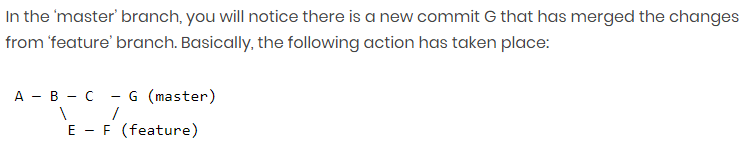 In the 'master' branch, you will notice there is a new commit G that has merged the changes
from 'feature' branch. Basically, the following action has taken place:
A – B – C – G (master)
\ /
E – F (feature)